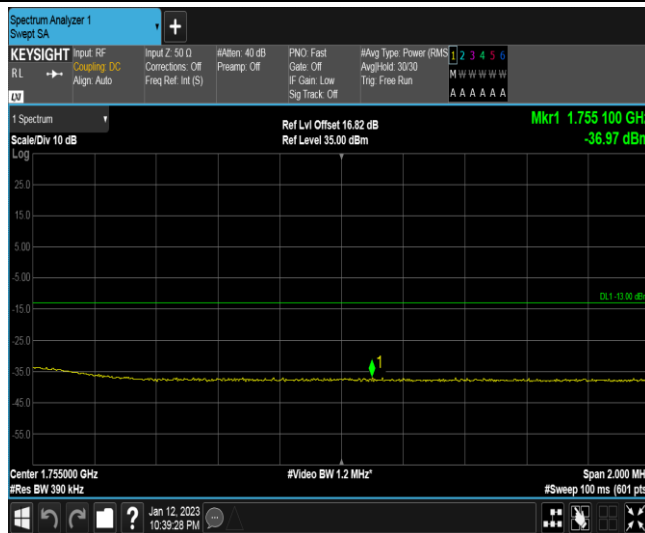 Spectrum Analyzer 1
Swept SA
KEYSIGHT
RL
LXI
Input: RF
Coupling: DC
Align: Auto
Input Z: 50 Ω
Corrections: Off
Freq Ref: Int (S)
#Atten: 40 dB
Preamp: Off
PNO: Fast
Gate: Off
IF Gain: Low
Sig Track: Off
#Avg Type: Power (RMS
Avg|Hold: 30/30
Trig: Free Run
1 2 3 4 5 6
M W W W W W
A A A A A A
1 Spectrum
Scale/Div 10 dB
Log
Ref Lvl Offset 16.82 dB
Ref Level 35.00 dBm
Mkr1 1.755 100 GHz
-36.97 dBm
25.0
15.0
5.00
-5.00
DL1 -13.00 dBm
-15.0
-25.0
1
-35.0
-45.0
-55.0
Center 1.755000 GHz
#Res BW 390 kHz
#Video BW 1.2 MHz*
Span 2.000 MH
#Sweep 100 ms (601 pts
?
Jan 12, 2023
10:39:28 PM